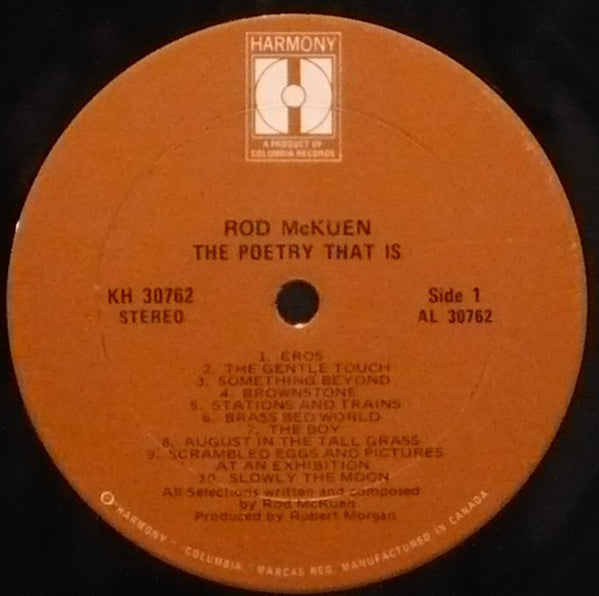 HARMONY
A PRODUCT OF
COLUMBIA RECORDS
ROD McKUEN
THE POETRY THAT IS
KH 30762
STEREO
Side 1
AL 30762
1. EROS
2. THE GENTLE TOUCH
3. SOMETHING BEYOND
4. BROWNSTONE
5. STATIONS AND TRAINS
6. BRASS BED WORLD
7. THE BOY
8. AUGUST IN THE TALL GRASS
9. SCRAMBLED EGGS AND PICTURES
AT AN EXHIBITION
10. SLOWLY THE MOON
All Selections written and composed
by Rod McKuen
Produced by Robert Morgan
℗ HARMONY - COLUMBIA - MARCAS REG. MANUFACTURED IN CANADA